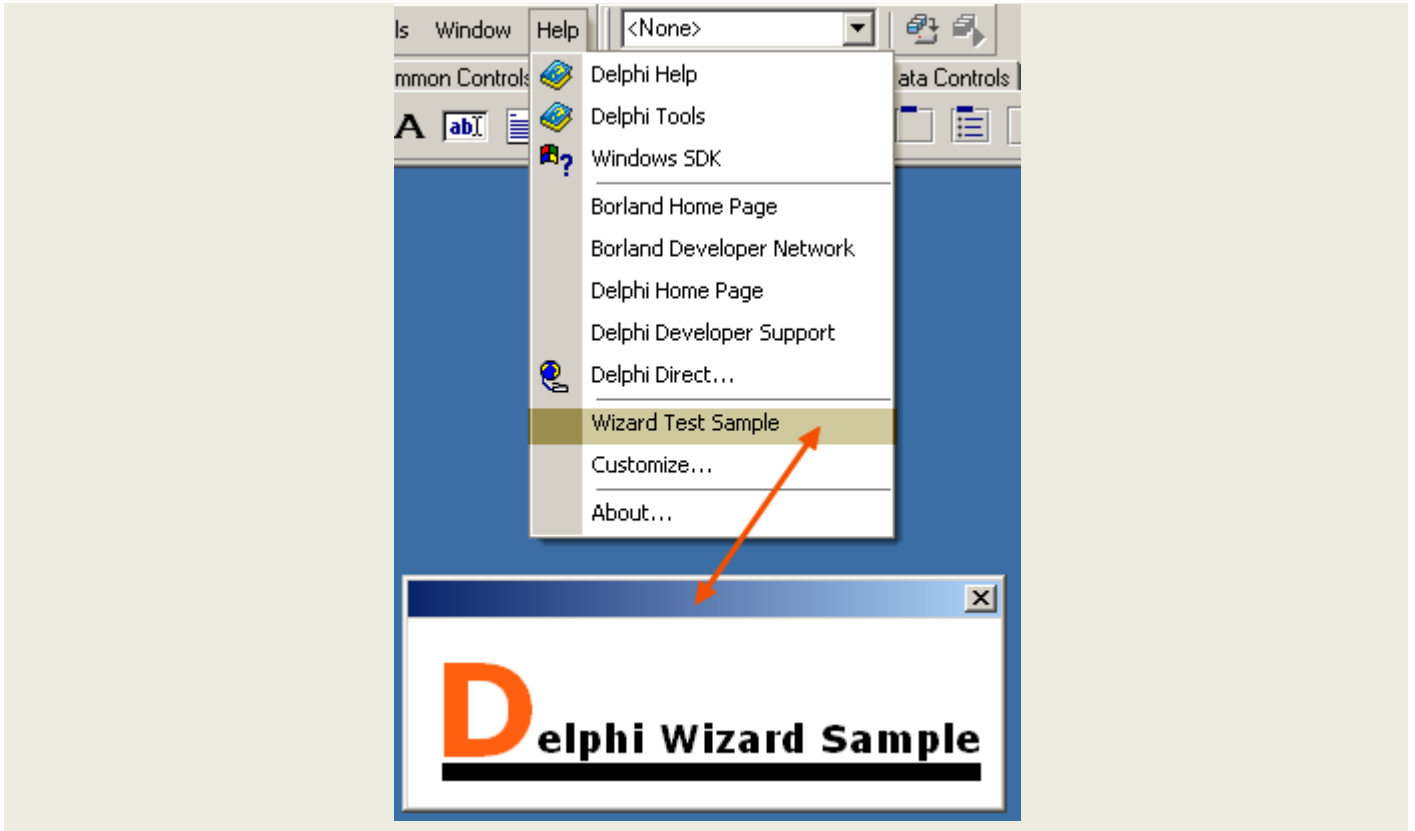 ls Window Help <None>
mmon Controls ata Controls
A ab
Delphi Help
Delphi Tools
? Windows SDK
Borland Home Page
Borland Developer Network
Delphi Home Page
Delphi Developer Support
Delphi Direct...
Wizard Test Sample
Customize...
About...
Delphi Wizard Sample